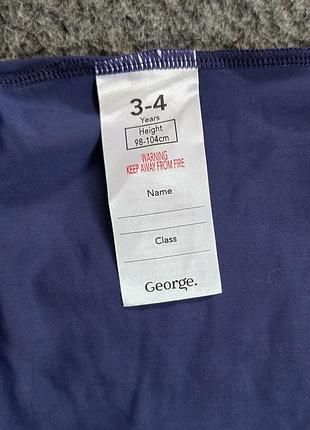 3-4
Years
Height
98-104cm
WARNING
KEEP AWAY FROM FIRE
Name
Class
George.